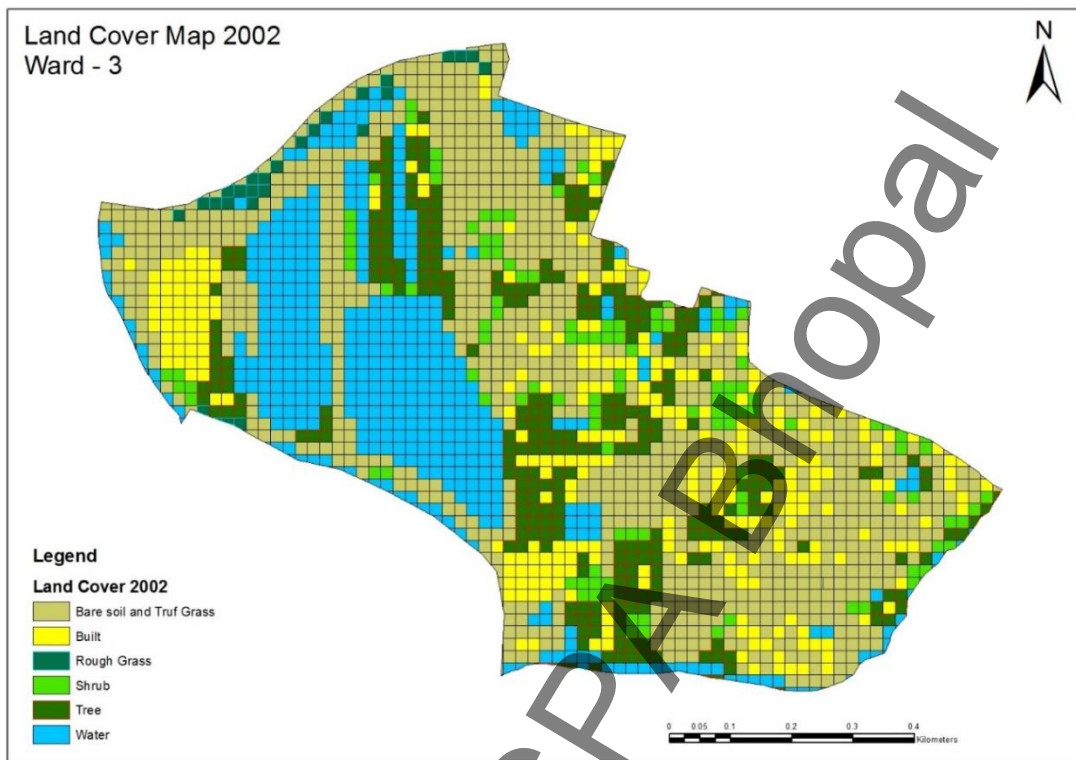 Land Cover Map 2002
Ward - 3
N
SPA Bhopal
Legend
Land Cover 2002
Bare soil and Truf Grass
Built
Rough Grass
Shrub
Tree
Water
0 0.05 0.1 0.2 0.3 0.4
Kilometers